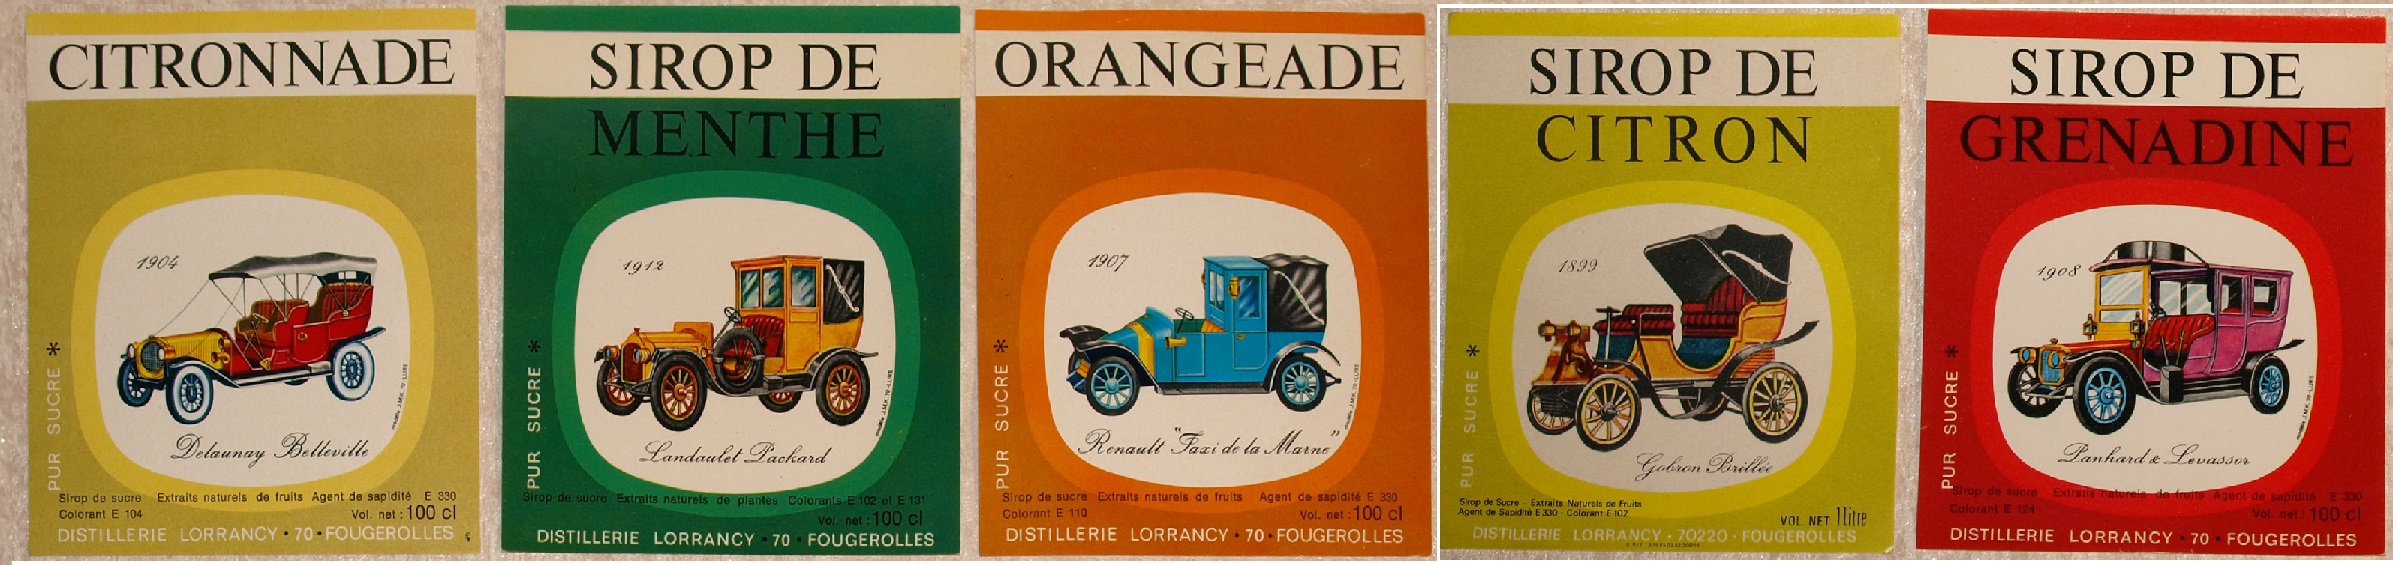 CITRONNADE
1904
Delaunay Belleville
PUR SUCRE *
Sirop de sucre Extraits naturels de fruits Agent de sapidité E 330
Colorant E 104 Vol. net : 100 cl
DISTILLERIE LORRANCY • 70 • FOUGEROLLES
SIROP DE
MENTHE
1912
Landaulet Packard
PUR SUCRE *
Sirop de sucre Extraits naturels de plantes Colorants E 102 et E 131
Vol. net : 100 cl
DISTILLERIE LORRANCY • 70 • FOUGEROLLES
ORANGEADE
1907
Renault "Taxi de la Marne"
PUR SUCRE *
Sirop de sucre Extraits naturels de fruits Agent de sapidité E 330
Colorant E 110 Vol. net : 100 cl
DISTILLERIE LORRANCY • 70 • FOUGEROLLES
SIROP DE
CITRON
1899
Gobron Brillée
PUR SUCRE *
Sirop de Sucre - Extraits Naturels de Fruits
Agent de Sapidité E330 - Colorant E102
VOL. NET 1 litre
DISTILLERIE LORRANCY • 70220 • FOUGEROLLES
SIROP DE
GRENADINE
1908
Panhard & Levassor
PUR SUCRE *
Sirop de sucre Extraits naturels de fruits Agent de sapidite E 330
Colorant E 124 Vol. net : 100 cl
DISTILLERIE LORRANCY • 70 • FOUGEROLLES